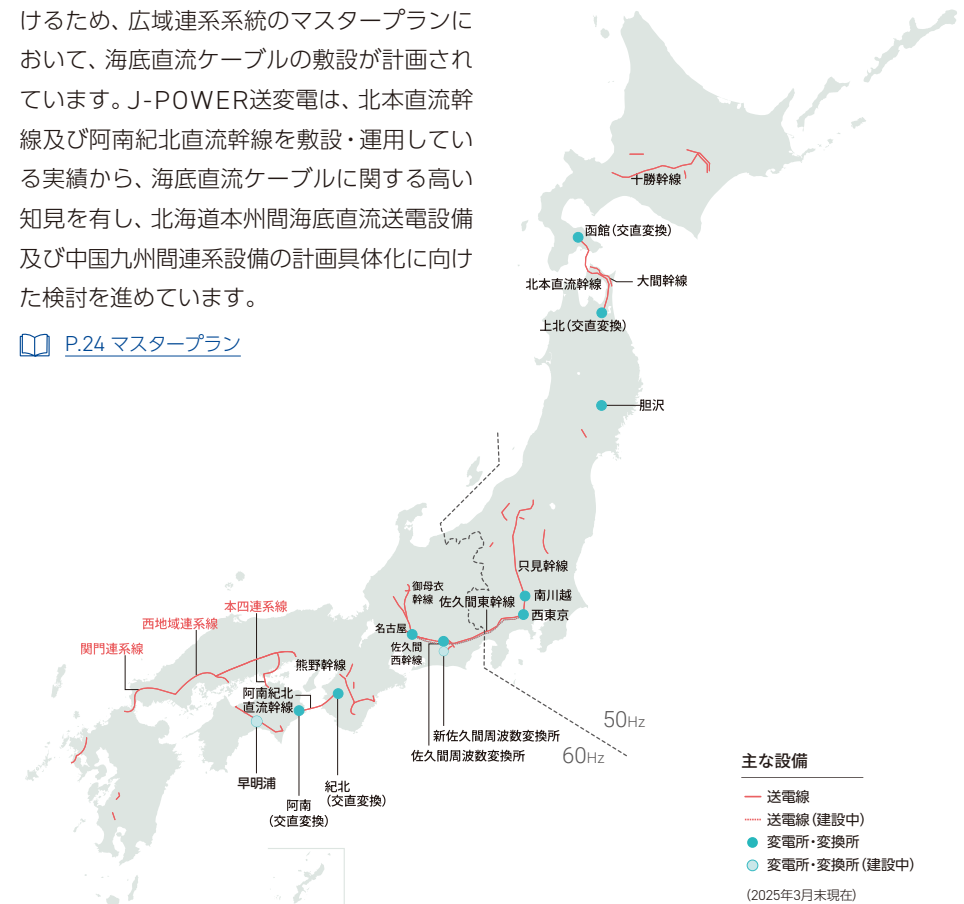 けるため、広域連系系統のマスタープランに
おいて、海底直流ケーブルの敷設が計画され
ています。J-POWER送変電は、北本直流幹
線及び阿南紀北直流幹線を敷設・運用してい
る実績から、海底直流ケーブルに関する高い
知見を有し、北海道本州間海底直流送電設備
及び中国九州間連系設備の計画具体化に向け
た検討を進めています。
P.24 マスタープラン
十勝幹線
函館(交直変換)
北本直流幹線
大間幹線
上北(交直変換)
胆沢
只見幹線
南川越
西東京
御母衣
幹線
佐久間東幹線
名古屋
佐久間
西幹線
本四連系線
西地域連系線
関門連系線
熊野幹線
阿南紀北
直流幹線
新佐久間周波数変換所
佐久間周波数変換所
50Hz
60Hz
早明浦
紀北
(交直変換)
阿南
(交直変換)
主な設備
送電線
送電線(建設中)
変電所・変換所
変電所・変換所(建設中)
(2025年3月末現在)